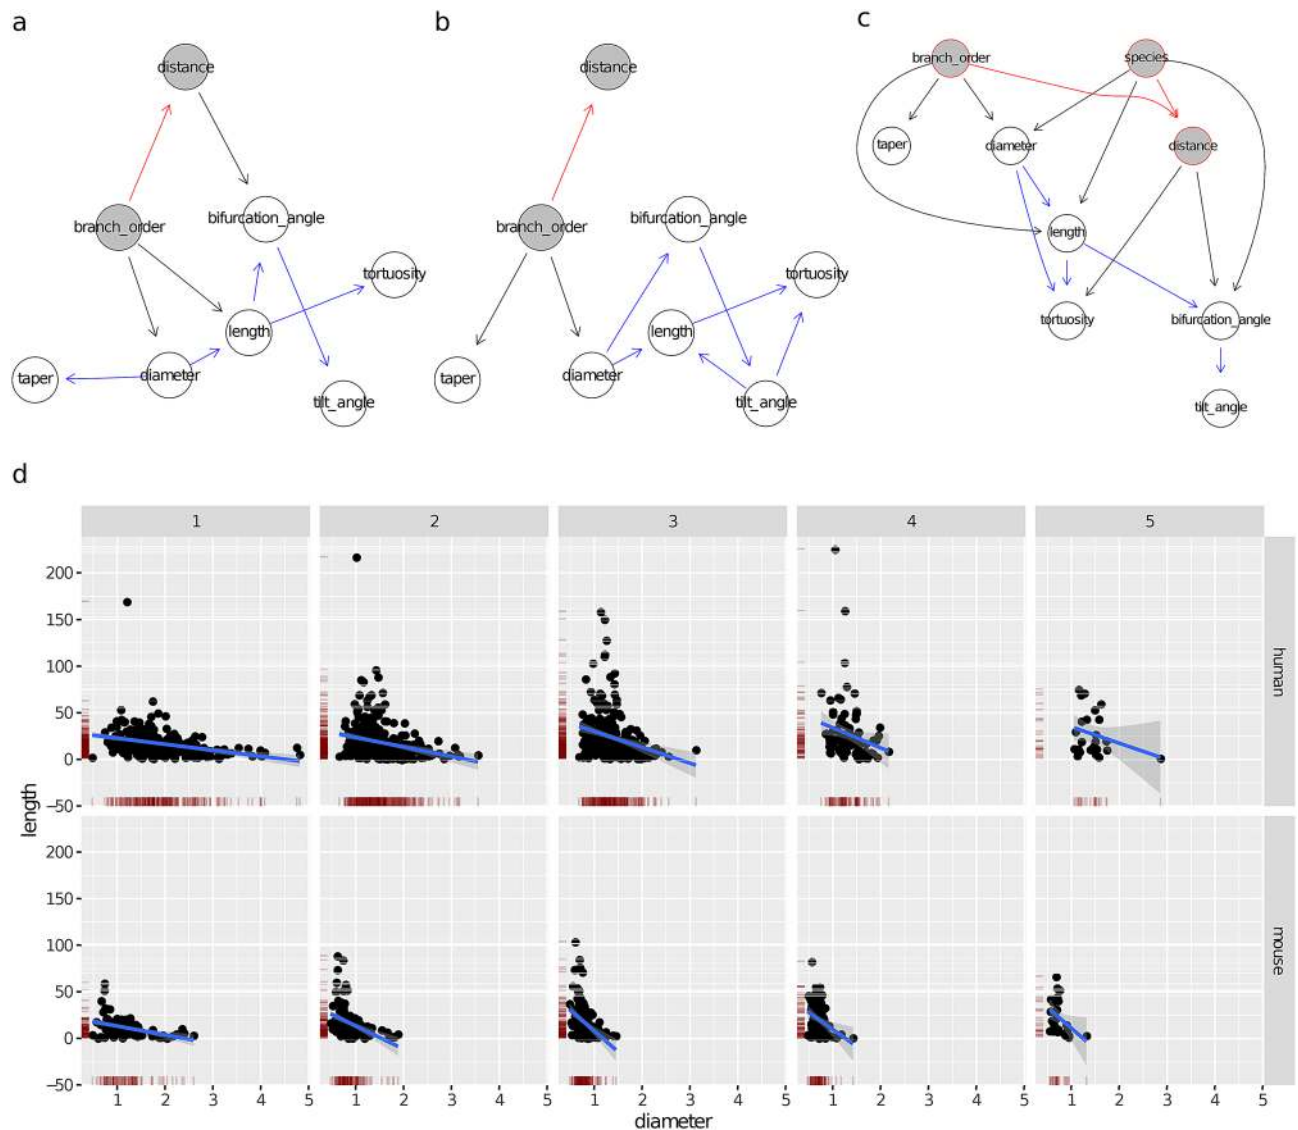 a
b
c
distance
branch_order
bifurcation_angle
tortuosity
length
taper
diameter
tilt_angle
distance
branch_order
bifurcation_angle
tortuosity
length
taper
diameter
tilt_angle
branch_order
species
taper
diameter
distance
length
tortuosity
bifurcation_angle
tilt_angle
d
1 2 3 4 5
200
150
100
50
0
−50
human
200
150
100
50
0
−50
mouse
length
1 2 3 4 5 1 2 3 4 5 1 2 3 4 5 1 2 3 4 5 1 2 3 4 5
diameter